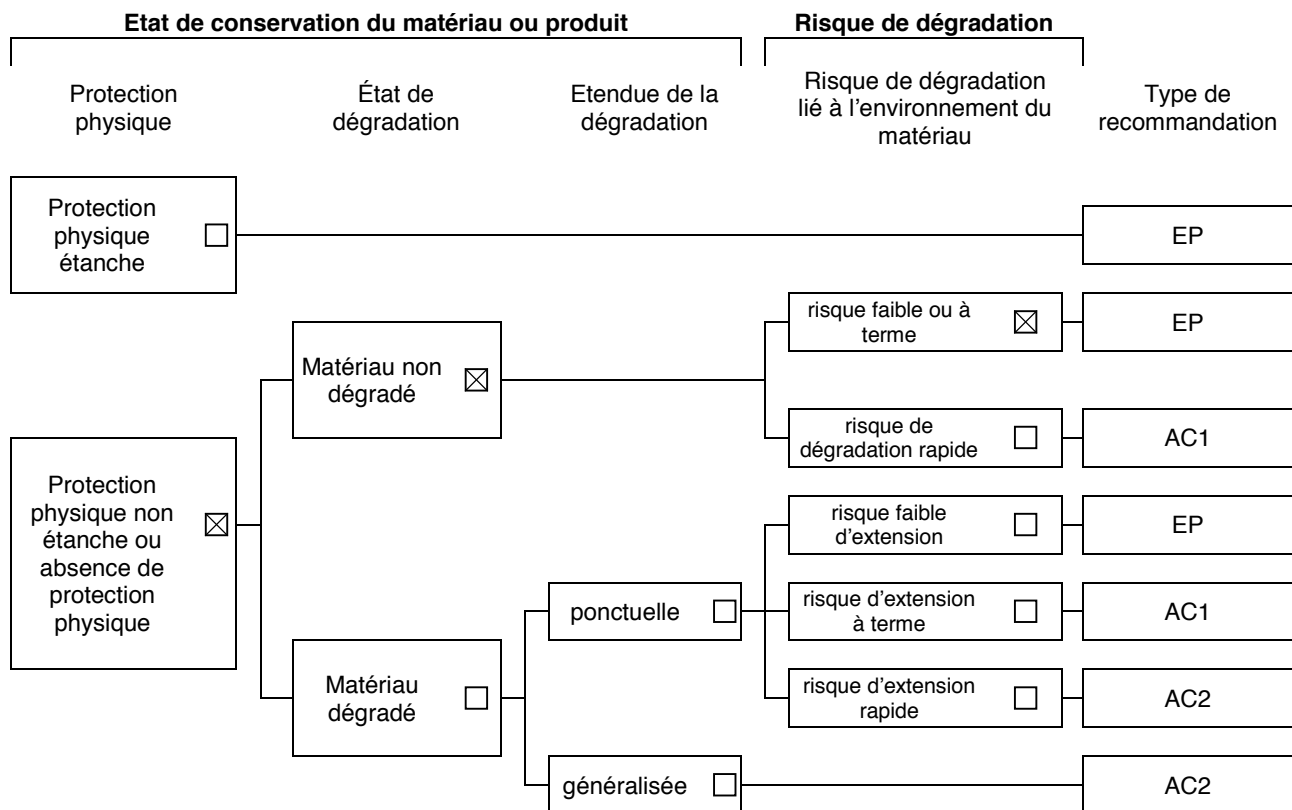 Etat de conservation du matériau ou produit
Risque de dégradation
Protection
physique
État de
dégradation
Etendue de la
dégradation
Risque de dégradation
lié à l'environnement du
matériau
Type de
recommandation
Protection
physique
étanche
EP
risque faible ou à
terme
EP
Matériau non
dégradé
risque de
dégradation rapide
AC1
Protection
physique non
étanche ou
absence de
protection
physique
risque faible
d'extension
EP
ponctuelle
risque d'extension
à terme
AC1
Matériau
dégradé
risque d'extension
rapide
AC2
généralisée
AC2